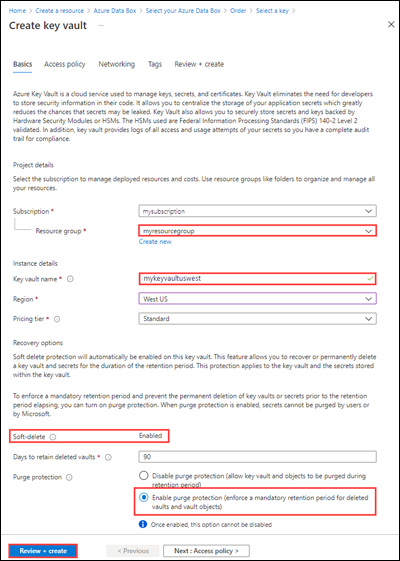 Home > Create a resource > Azure Data Box > Select your Azure Data Box > Order > Select a key >
Create key vault ...
Basics Access policy Networking Tags Review + create
Azure Key Vault is a cloud service used to manage keys, secrets, and certificates. Key Vault eliminates the need for developers
to store security information in their code. It allows you to centralize the storage of your application secrets which greatly
reduces the chances that secrets may be leaked. Key Vault also allows you to securely store secrets and keys backed by
Hardware Security Modules or HSMs. The HSMs used are Federal Information Processing Standards (FIPS) 140-2 Level 2
validated. In addition, key vault provides logs of all access and usage attempts of your secrets so you have a complete audit
trail for compliance.
Project details
Select the subscription to manage deployed resources and costs. Use resource groups like folders to organize and manage all
your resources.
Subscription * mysubscription
Resource group * myresourcegroup
Create new
Instance details
Key vault name * mykeyvaultuswest
Region * West US
Pricing tier * Standard
Recovery options
Soft delete protection will automatically be enabled on this key vault. This feature allows you to recover or permanently delete
a key vault and secrets for the duration of the retention period. This protection applies to the key vault and the secrets stored
within the key vault.
To enforce a mandatory retention period and prevent the permanent deletion of key vaults or secrets prior to the retention
period elapsing, you can turn on purge protection. When purge protection is enabled, secrets cannot be purged by users or
by Microsoft.
Soft-delete Enabled
Days to retain deleted vaults * 90
Purge protection Disable purge protection (allow key vault and objects to be purged during
retention period)
Enable purge protection (enforce a mandatory retention period for deleted
vaults and vault objects)
Once enabled, this option cannot be disabled
Review + create < Previous Next : Access policy >